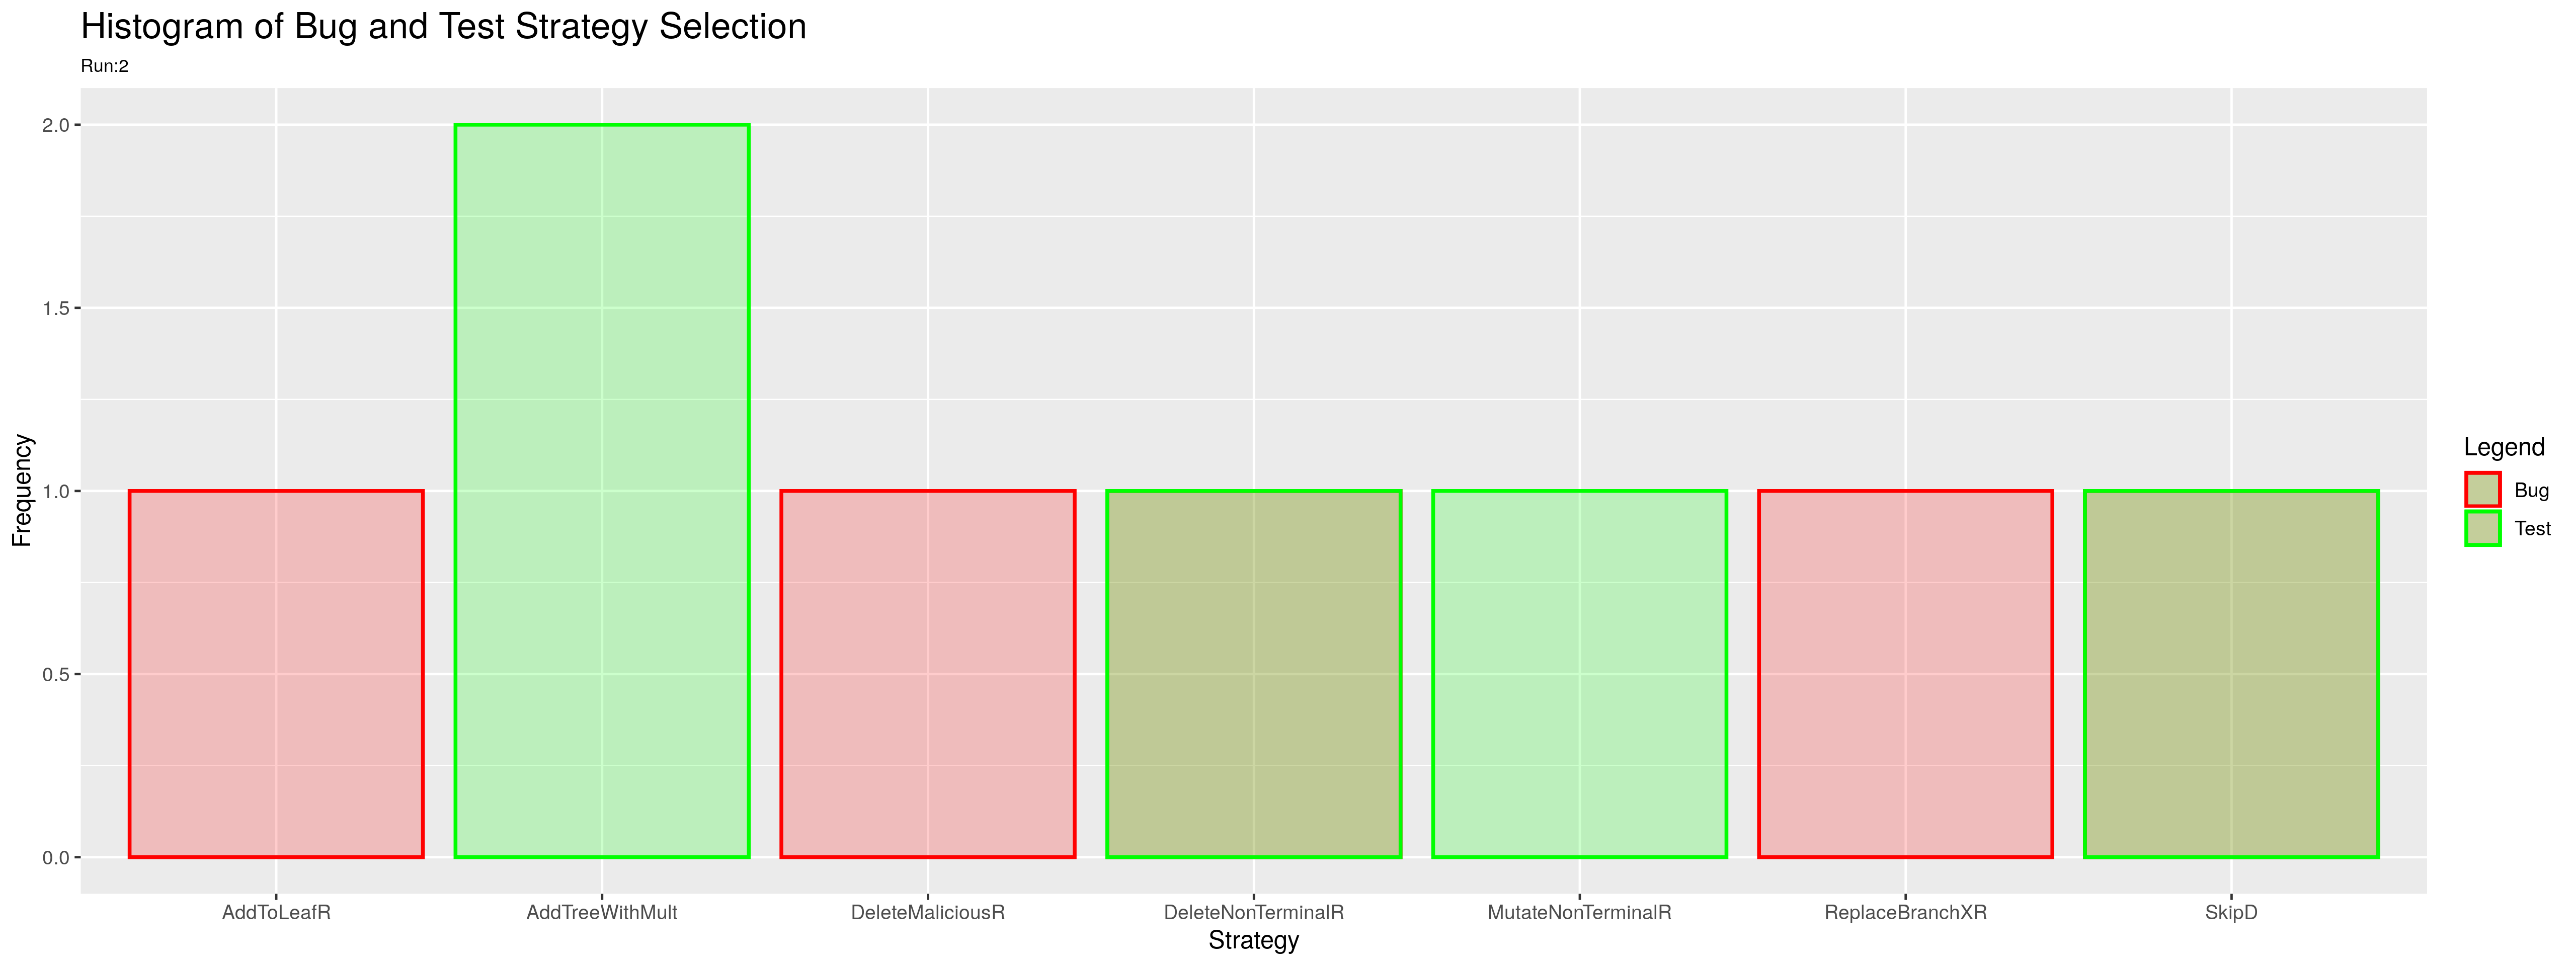 Histogram of Bug and Test Strategy Selection
Run:2
2.0
1.5
1.0
0.5
0.0
Frequency
AddToLeafR AddTreeWithMult DeleteMaliciousR DeleteNonTerminalR MutateNonTerminalR ReplaceBranchXR SkipD
Strategy
Legend
Bug
Test